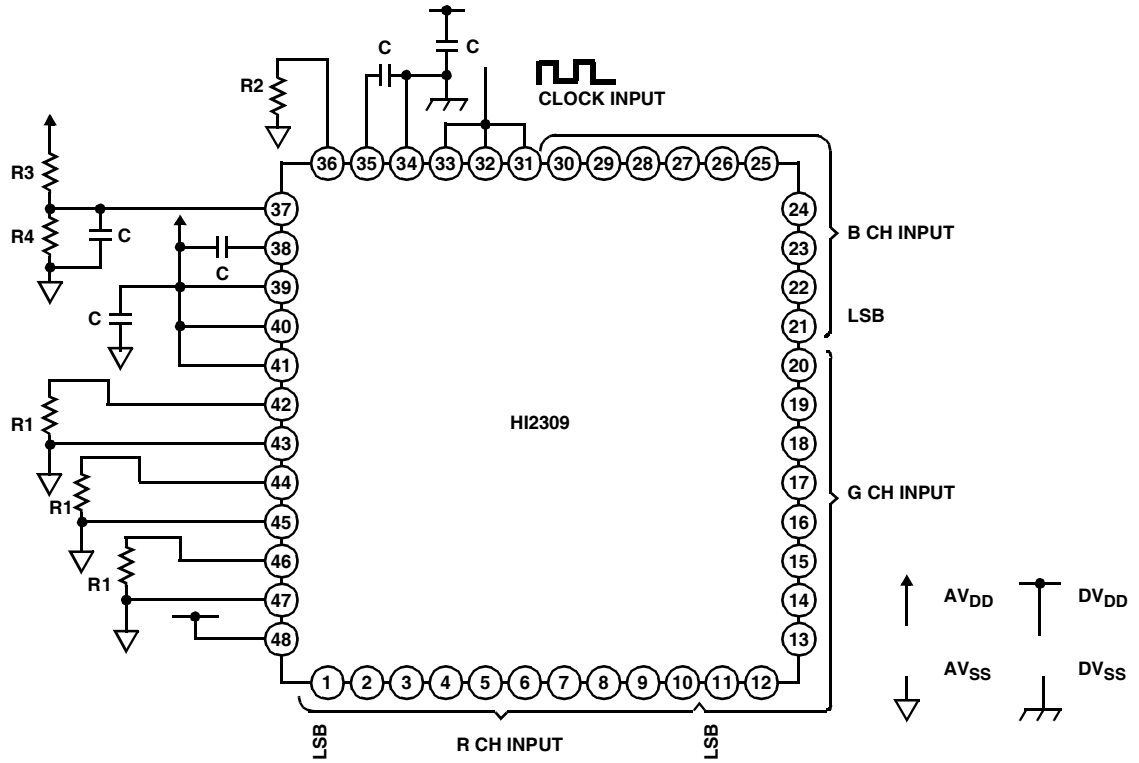 C
C
R2
CLOCK INPUT
36 35 34 33 32 31 30 29 28 27 26 25
R3
R4
C
37
38
C
39
C
40
41
R1
42
43
R1
44
45
R1
46
47
48
HI2309
24
23
22
21
20
19
18
17
16
15
14
13
B CH INPUT
LSB
G CH INPUT
1 2 3 4 5 6 7 8 9 10 11 12
LSB
R CH INPUT
LSB
AVDD
DVDD
AVSS
DVSS